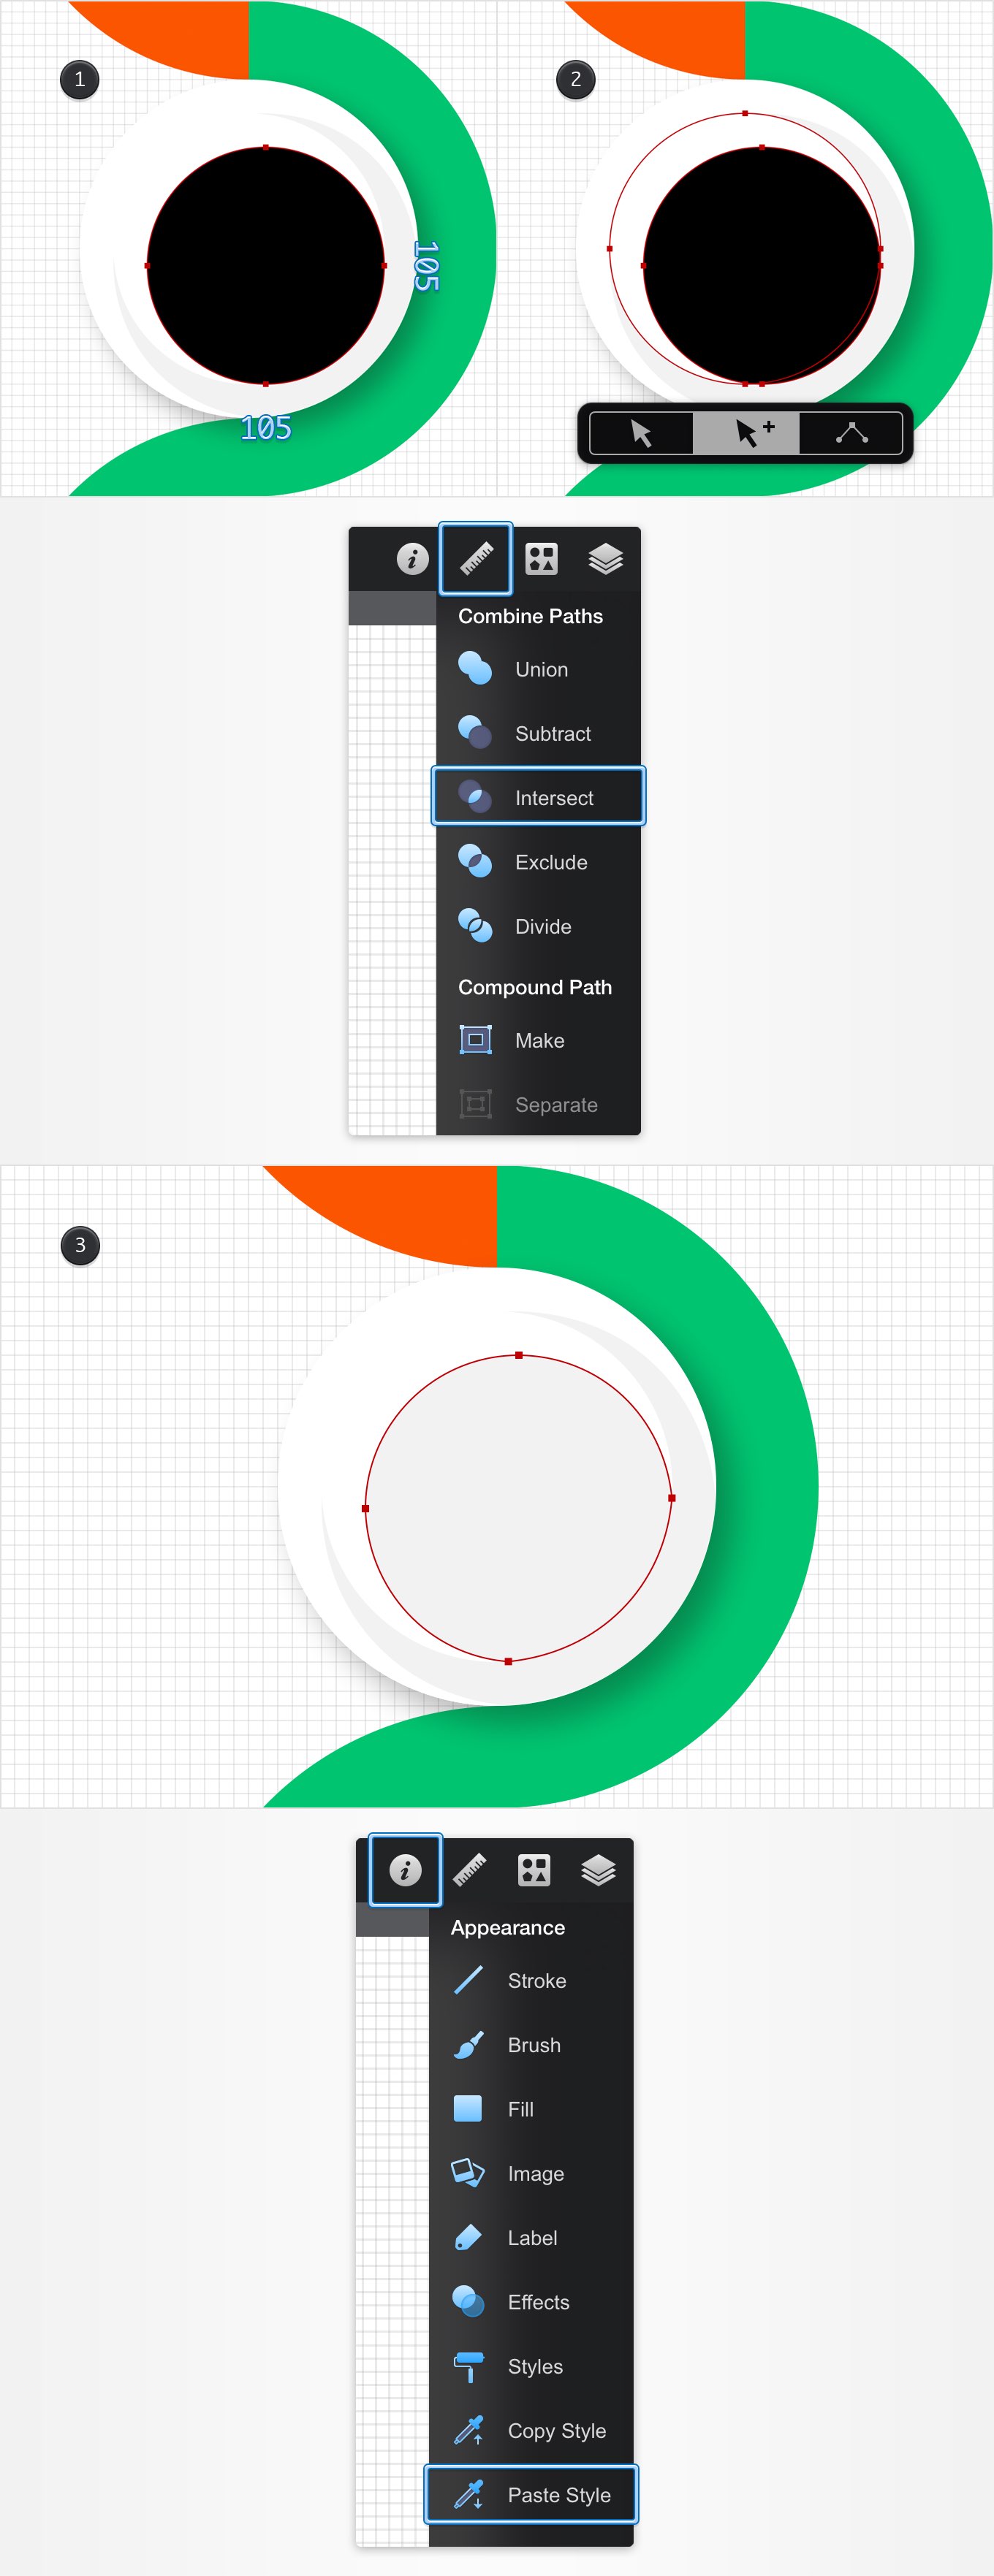 1
2
105
105
Combine Paths
Union
Subtract
Intersect
Exclude
Divide
Compound Path
Make
Separate
3
Appearance
Stroke
Brush
Fill
Image
Label
Effects
Styles
Copy Style
Paste Style